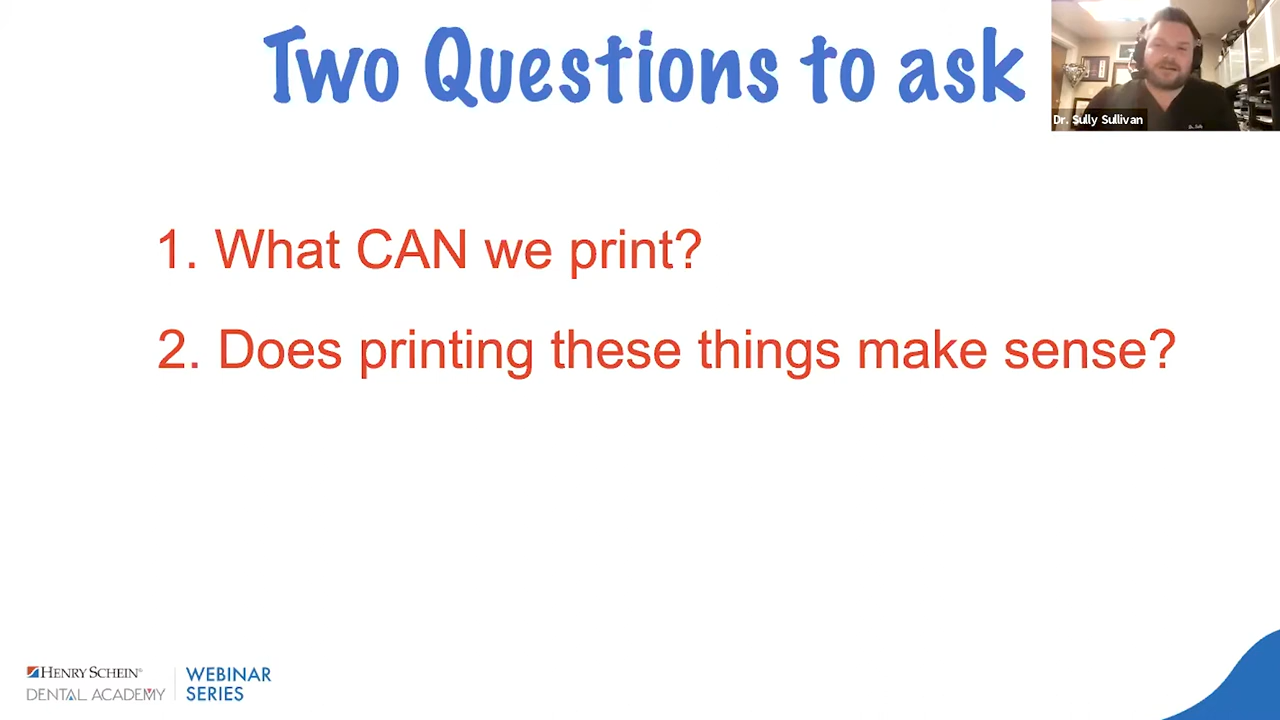 Two Questions to ask
Dr. Sully Sullivan
1. What CAN we print?
2. Does printing these things make sense?
HENRY SCHEIN®
DENTAL ACADEMY
WEBINAR
SERIES